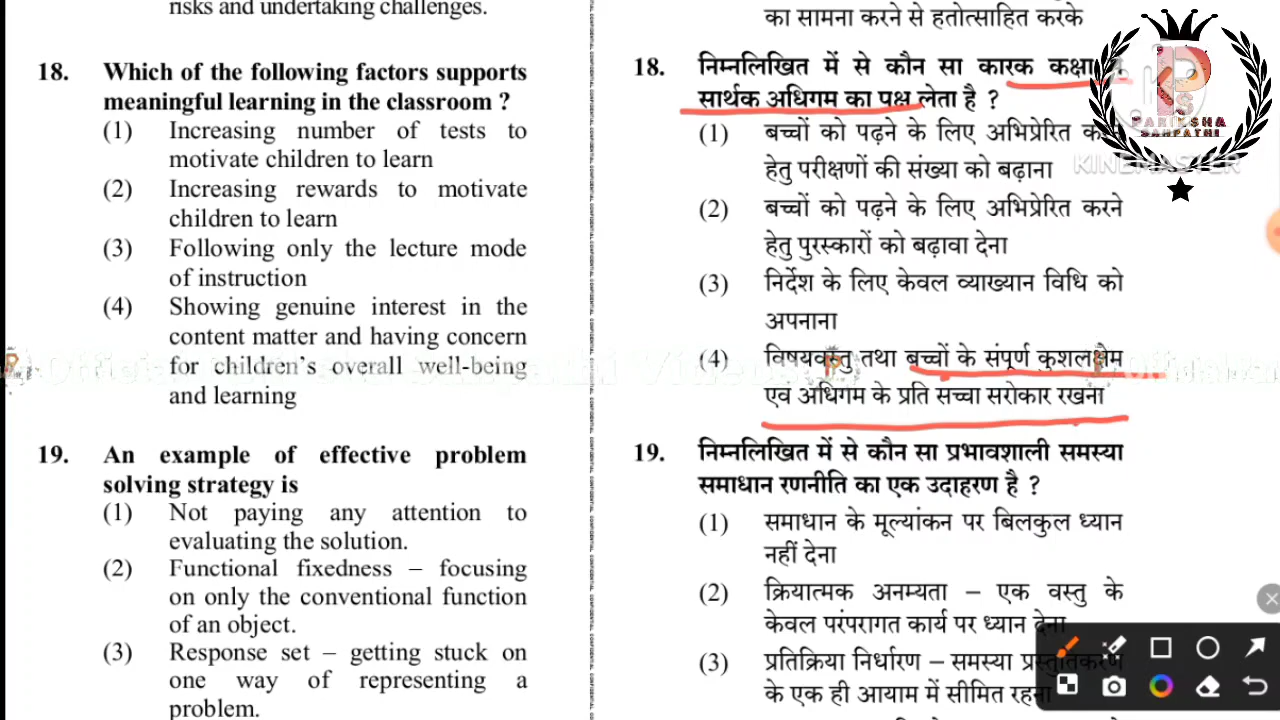 risks and undertaking challenges.
18. Which of the following factors supports
meaningful learning in the classroom ?
(1) Increasing number of tests to
motivate children to learn
(2) Increasing rewards to motivate
children to learn
(3) Following only the lecture mode
of instruction
(4) Showing genuine interest in the
content matter and having concern
for children's overall well-being
and learning
19. An example of effective problem
solving strategy is
(1) Not paying any attention to
evaluating the solution.
(2) Functional fixedness – focusing
on only the conventional function
of an object.
(3) Response set – getting stuck on
one way of representing a
problem.
का सामना करने से हतोत्साहित करके
18. निम्नलिखित में से कौन सा कारक कक्षा
सार्थक अधिगम का पक्ष लेता है ?
(1) बच्चों को पढ़ने के लिए अभिप्रेरित
हेतु परीक्षणों की संख्या को बढ़ाना
(2) बच्चों को पढ़ने के लिए अभिप्रेरित करने
हेतु पुरस्कारों को बढ़ावा देना
(3) निर्देश के लिए केवल व्याख्यान विधि को
अपनाना
(4) विषयवस्तु तथा बच्चों के संपूर्ण कुशलक्षेम
एवं अधिगम के प्रति सच्चा सरोकार रखना
19. निम्नलिखित में से कौन सा प्रभावशाली समस्या
समाधान रणनीति का एक उदाहरण है ?
(1) समाधान के मूल्यांकन पर बिलकुल ध्यान
नहीं देना
(2) क्रियात्मक अनम्यता – एक वस्तु के
केवल परंपरागत कार्य पर ध्यान देना
(3) प्रतिक्रिया निर्धारण – समस्या प्रस्तुतिकरण
के एक ही आयाम में सीमित रहना
PARIKSHA
SAHPATHI
KINEMASTER